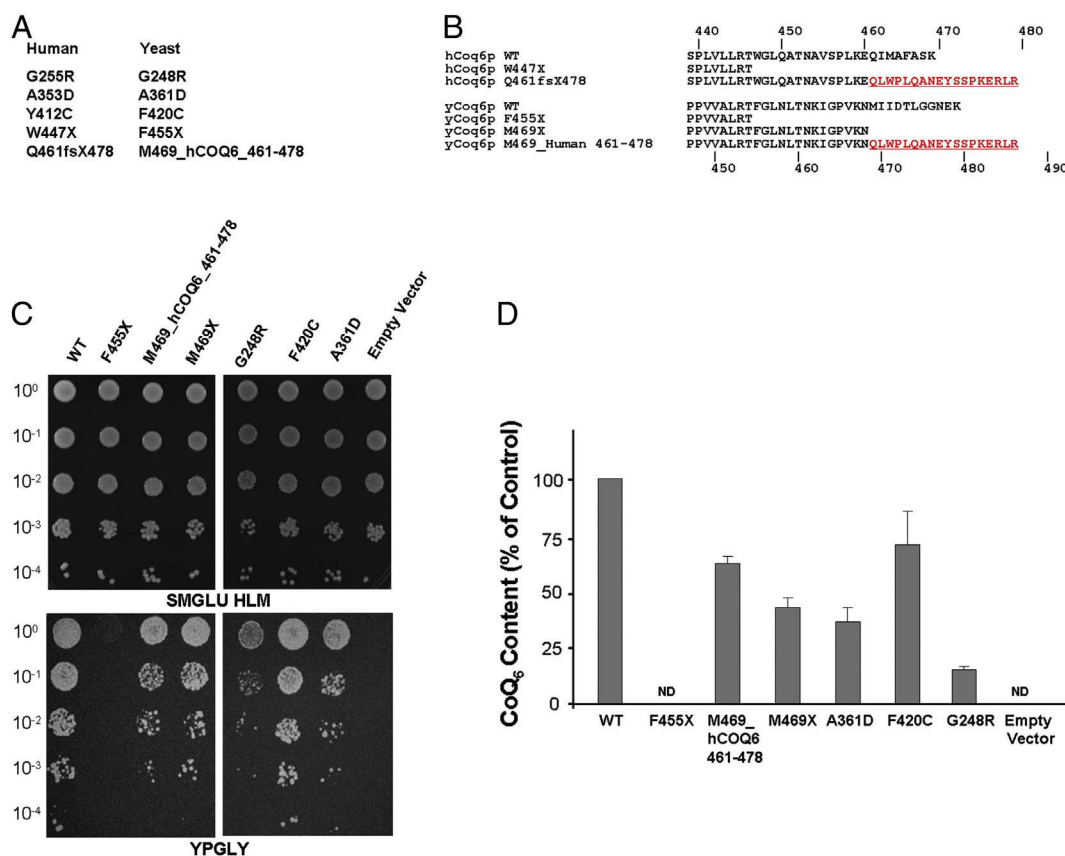 A
Human Yeast
G255R G248R
A353D A361D
Y412C F420C
W447X F455X
Q461fsX478 M469_hCOQ6_461-478
B
440 450 460 470 480
hCoq6p WT SPLVLLRTWGLQATNAVSPLKEQIMAFASK
hCoq6p W447X SPLVLLRT
hCoq6p Q461fsX478 SPLVLLRTWGLQATNAVSPLKEQLWPLQANEYSSPKERLR
yCoq6p WT PPVVALRTFGLNLTNKIGPVKNMIIDTLGGNEK
yCoq6p F455X PPVVALRT
yCoq6p M469X PPVVALRTFGLNLTNKIGPVKN
yCoq6p M469_Human 461-478 PPVVALRTFGLNLTNKIGPVKNQLWPLQANEYSSPKERLR
450 460 470 480 490
C
WT F455X M469_hCOQ6_461-478 M469X G248R F420C A361D Empty Vector
10⁰
10⁻¹
10⁻²
10⁻³
10⁻⁴
SMGLU HLM
10⁰
10⁻¹
10⁻²
10⁻³
10⁻⁴
YPGLY
D
CoQ₆ Content (% of Control)
100
75
50
25
0
ND ND
WT F455X M469_ M469X A361D F420C G248R Empty
hCOQ6 Vector
461-478